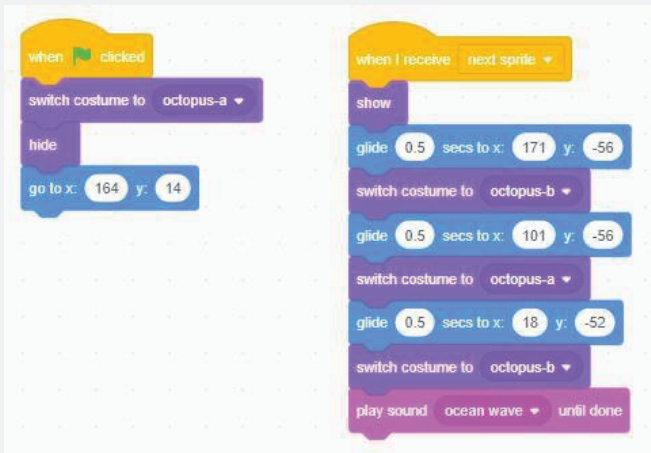 when clicked
switch costume to octopus-a
hide
go to x: 164 y: 14
when I receive next sprite
show
glide 0.5 secs to x: 171 y: -56
switch costume to octopus-b
glide 0.5 secs to x: 101 y: -56
switch costume to octopus-a
glide 0.5 secs to x: 18 y: -52
switch costume to octopus-b
play sound ocean wave until done